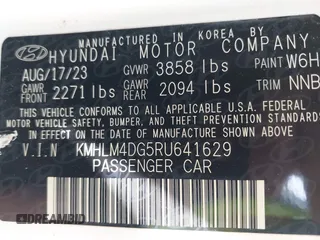 MANUFACTURED IN KOREA BY
HYUNDAI MOTOR COMPANY
AUG/17/23 GVWR 3858 lbs PAINT W6H
GAWR FRONT 2271 lbs GAWR REAR 2094 lbs TRIM NNB
THIS VEHICLE CONFORMS TO ALL APPLICABLE
U.S.A. FEDERAL MOTOR VEHICLE SAFETY,
BUMPER, AND THEFT PREVENTION STANDARDS
IN EFFECT ON THE DATE OF
MANUFACTURE SHOWN ABOVE.
V.I.N KMHLM4DG5RU641629
PASSENGER CAR
DREAMBID